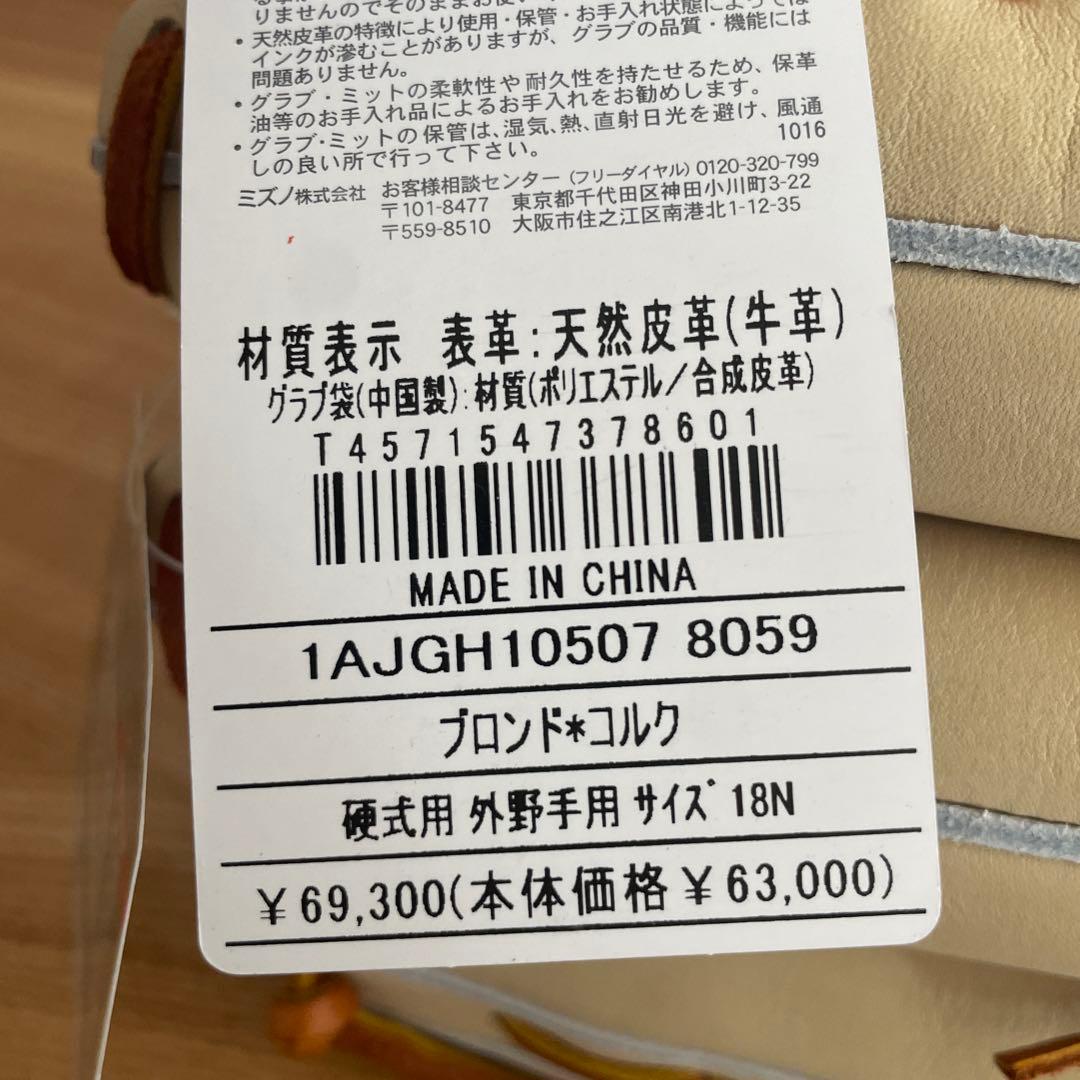 りませんのでそのままお使い
• 天然皮革の特徴により使用・保管・お手入れ状態によっては
インクが滲むことがありますが、グラブの品質・機能には
問題ありません。
• グラブ・ミットの柔軟性や耐久性を持たせるため、保革
油等のお手入れ品によるお手入れをお勧めします。
• グラブ・ミットの保管は、湿気、熱、直射日光を避け、風通
しの良い所で行って下さい。 1016
ミズノ株式会社 お客様相談センター (フリーダイヤル) 0120-320-799
〒101-8477 東京都千代田区神田小川町3-22
〒559-8510 大阪市住之江区南港北1-12-35
材質表示 表革:天然皮革(牛革)
グラブ袋(中国製):材質(ポリエステル/合成皮革)
T4571547378601
MADE IN CHINA
1AJGH10507 8059
ブロンド*コルク
硬式用 外野手用 サイズ 18N
¥69,300(本体価格¥63,000)